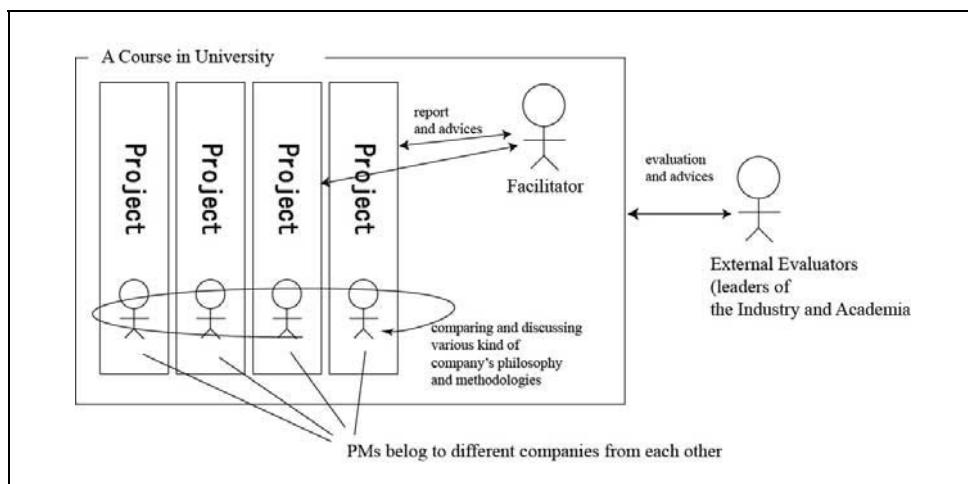 A Course in University
Project
Project
Project
Project
report
and advices
Facilitator
evaluation
and advices
External Evaluators
(leaders of
the Industry and Academia
comparing and discussing
various kind of
company's philosophy
and methodologies
PMs belog to different companies from each other